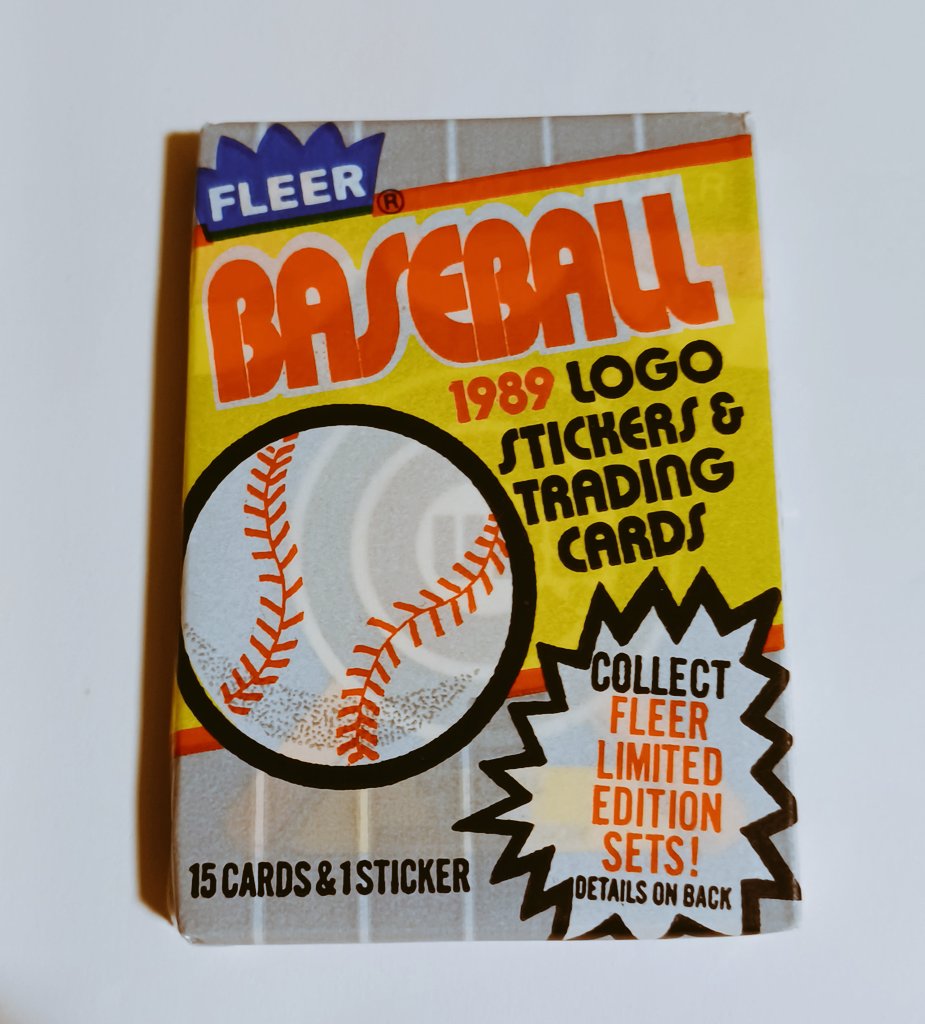 FLEER®
BASEBALL
1989 LOGO
STICKERS &
TRADING
CARDS
COLLECT
FLEER
LIMITED
EDITION
SETS!
DETAILS ON BACK
15 CARDS & 1 STICKER